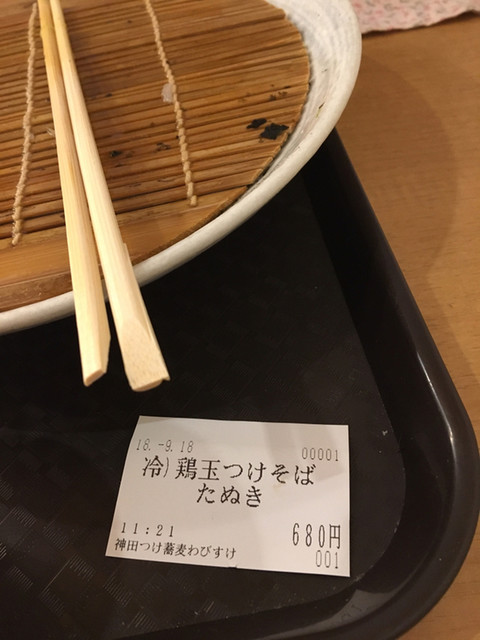 18.-9.18 00001
冷)鶏玉つけそば
たぬき
11:21 680円
神田つけ蕎麦わびすけ 001